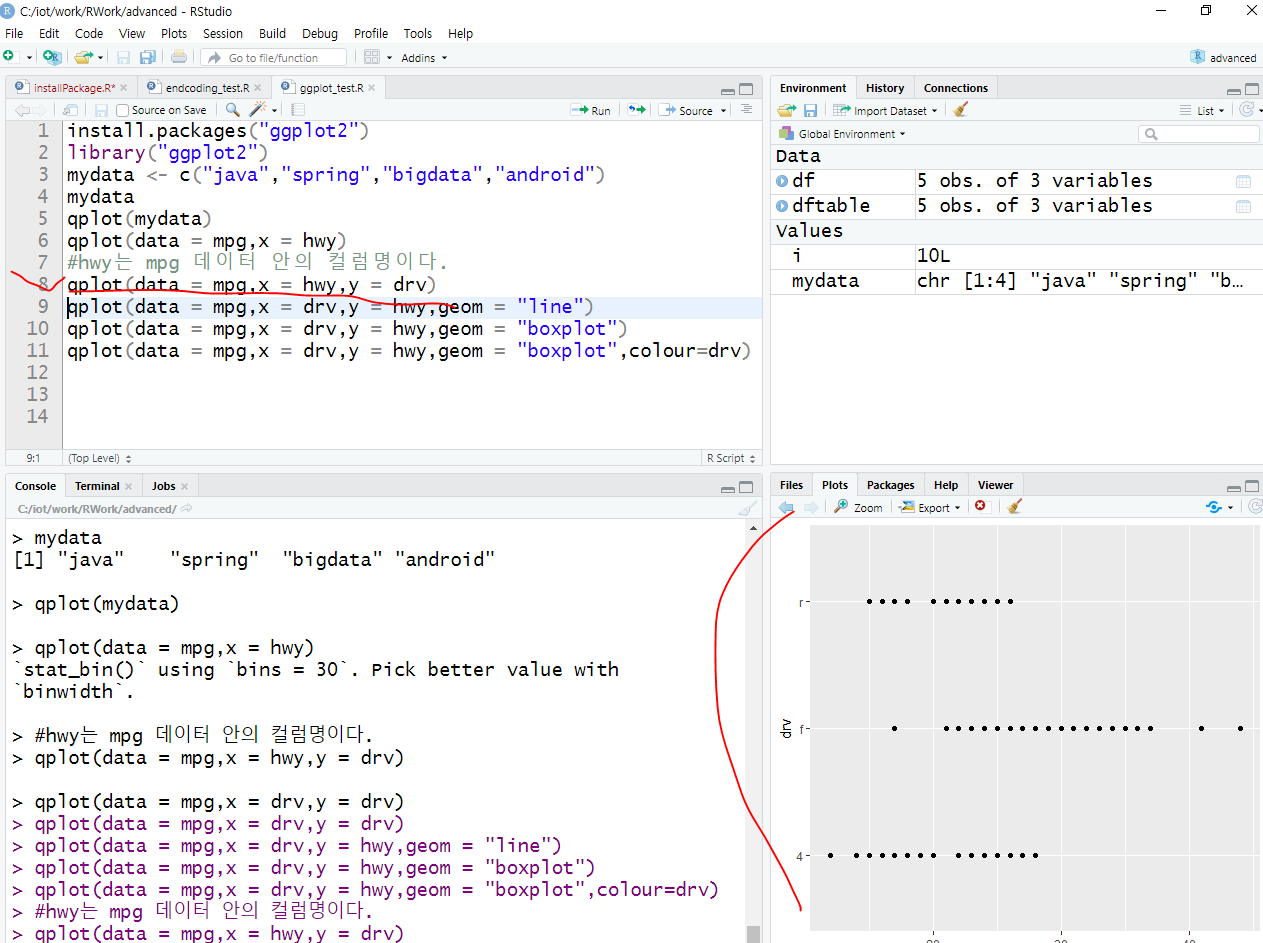 C:/iot/work/RWork/advanced - RStudio
File Edit Code View Plots Session Build Debug Profile Tools Help
Go to file/function Addins advanced
installPackage.R* endcoding_test.R ggplot_test.R
Source on Save Run Source
1 install.packages("ggplot2")
2 library("ggplot2")
3 mydata <- c("java","spring","bigdata","android")
4 mydata
5 qplot(mydata)
6 qplot(data = mpg,x = hwy)
7 #hwy는 mpg 데이터 안의 컬럼명이다.
8 qplot(data = mpg,x = hwy,y = drv)
9 qplot(data = mpg,x = drv,y = hwy,geom = "line")
10 qplot(data = mpg,x = drv,y = hwy,geom = "boxplot")
11 qplot(data = mpg,x = drv,y = hwy,geom = "boxplot",colour=drv)
12
13
14
9:1 (Top Level) R Script
Environment History Connections
Import Dataset List
Global Environment
Data
df 5 obs. of 3 variables
dftable 5 obs. of 3 variables
Values
i 10L
mydata chr [1:4] "java" "spring" "b…
Console Terminal Jobs
C:/iot/work/RWork/advanced/
> mydata
[1] "java" "spring" "bigdata" "android"
> qplot(mydata)
> qplot(data = mpg,x = hwy)
`stat_bin()` using `bins = 30`. Pick better value with
`binwidth`.
> #hwy는 mpg 데이터 안의 컬럼명이다.
> qplot(data = mpg,x = hwy,y = drv)
> qplot(data = mpg,x = drv,y = drv)
> qplot(data = mpg,x = drv,y = drv)
> qplot(data = mpg,x = drv,y = hwy,geom = "line")
> qplot(data = mpg,x = drv,y = hwy,geom = "boxplot")
> qplot(data = mpg,x = drv,y = hwy,geom = "boxplot",colour=drv)
> #hwy는 mpg 데이터 안의 컬럼명이다.
> qplot(data = mpg,x = hwy,y = drv)
Files Plots Packages Help Viewer
Zoom Export
r
drv
f
4